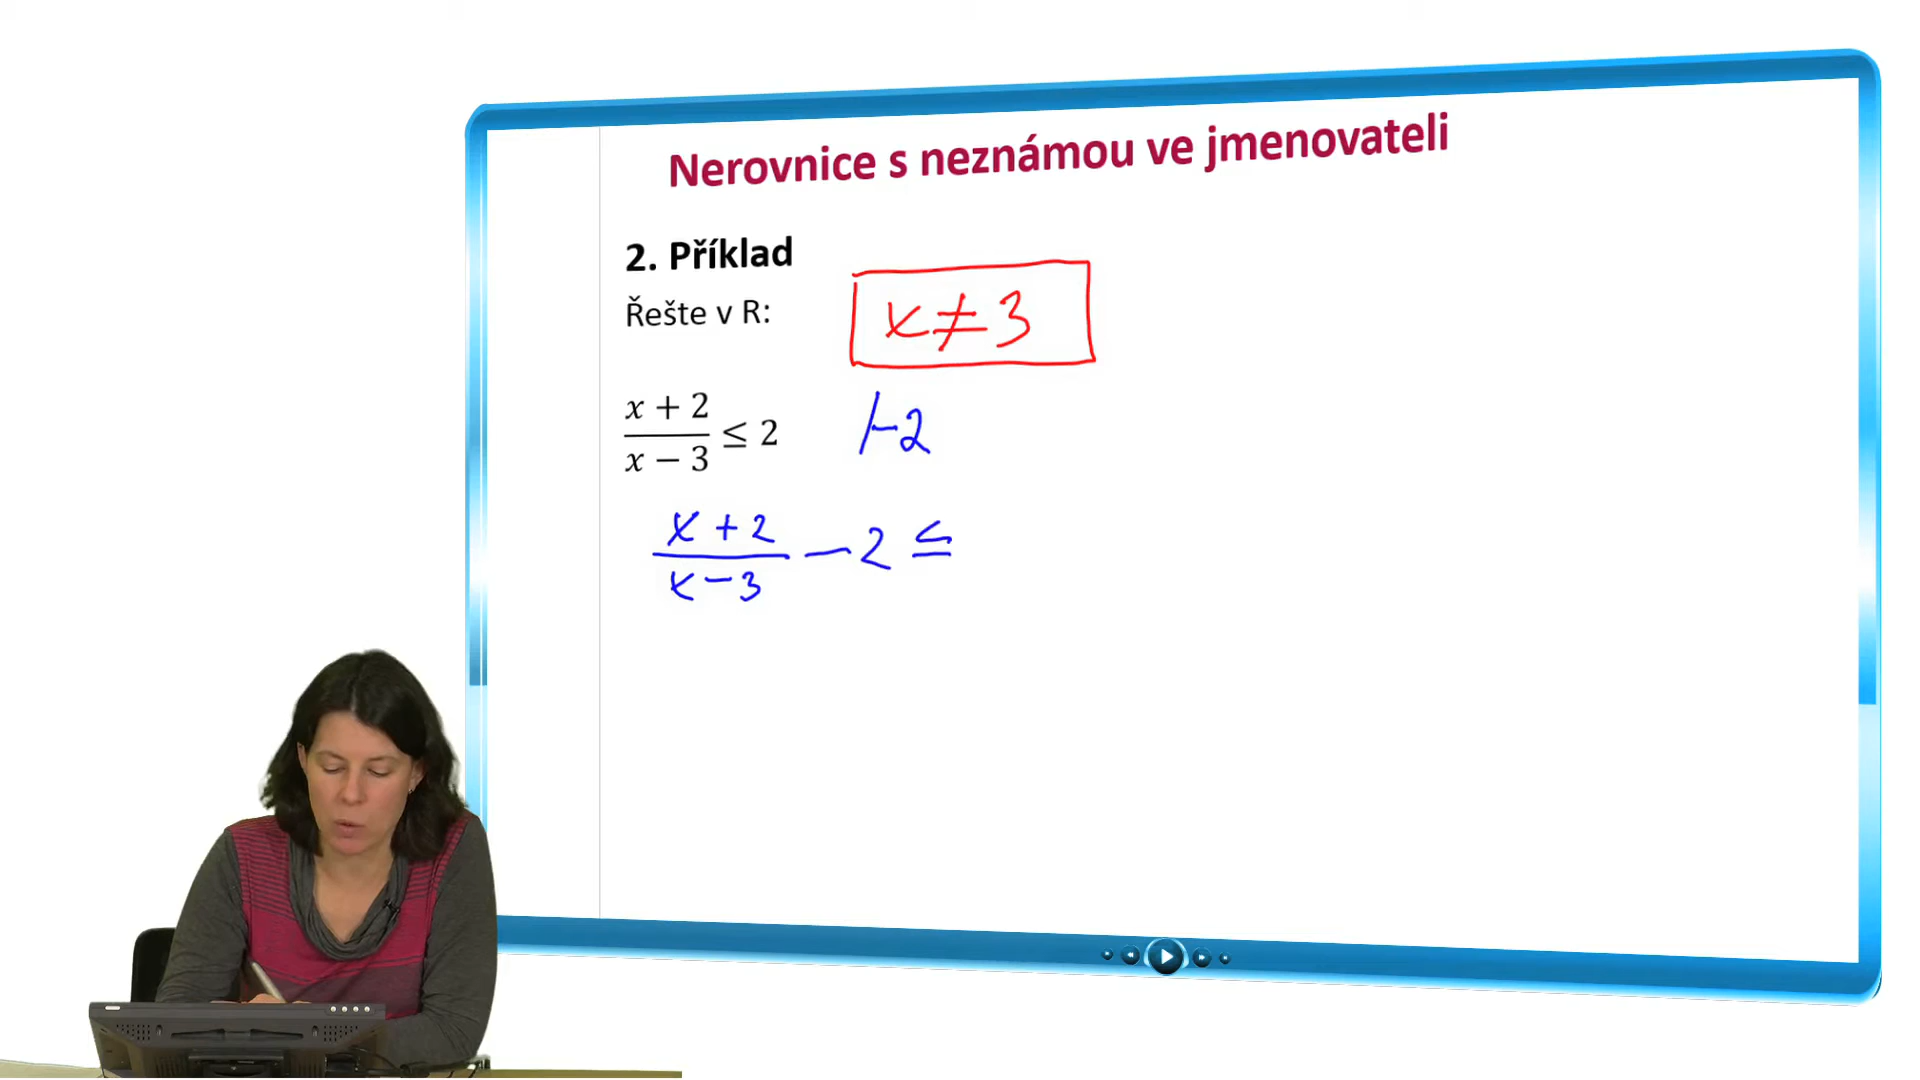 Nerovnice s neznámou ve jmenovateli
2. Příklad
Řešte v R:
x ≠ 3
x + 2
x − 3
≤ 2
/−2
x + 2
x − 3
− 2 ≤